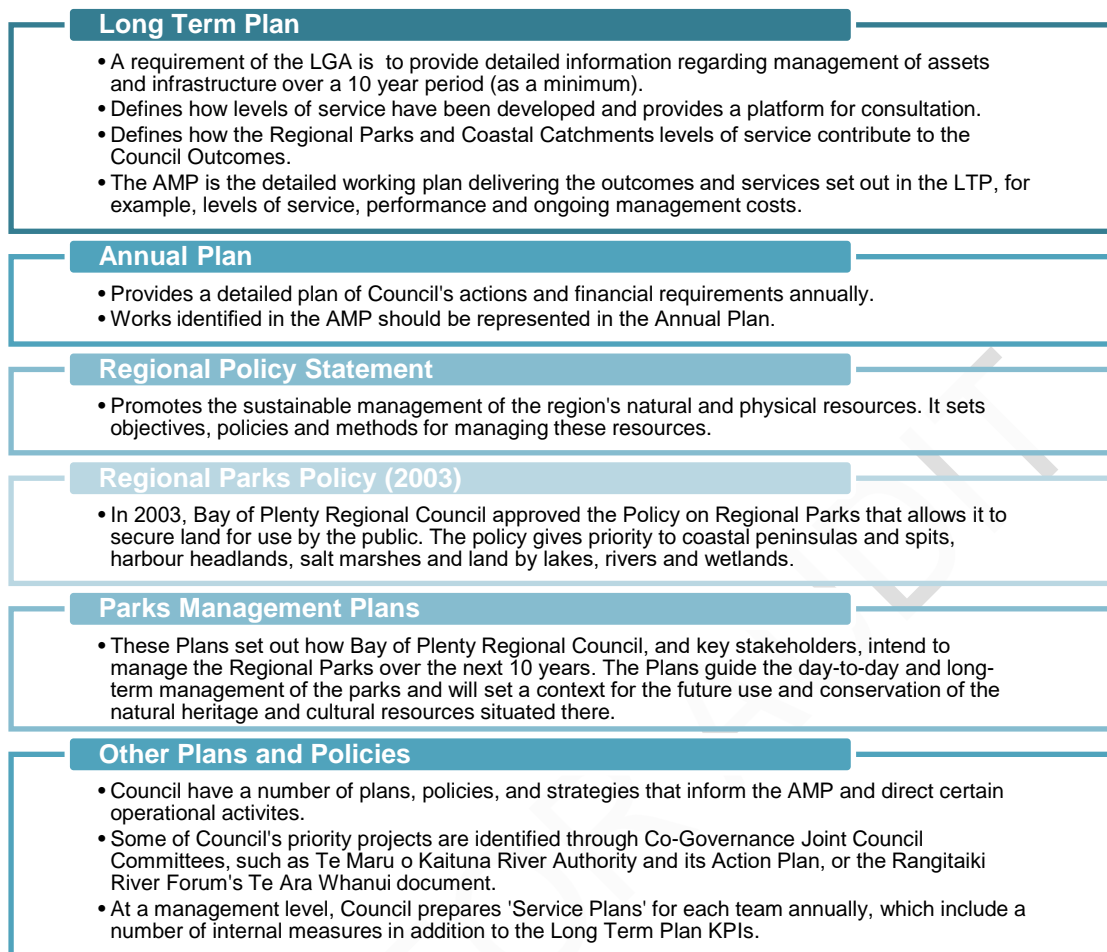 Long Term Plan
• A requirement of the LGA is  to provide detailed information regarding management of assets
and infrastructure over a 10 year period (as a minimum).
• Defines how levels of service have been developed and provides a platform for consultation.
• Defines how the Regional Parks and Coastal Catchments levels of service contribute to the
Council Outcomes.
• The AMP is the detailed working plan delivering the outcomes and services set out in the LTP, for
example, levels of service, performance and ongoing management costs.
Annual Plan
• Provides a detailed plan of Council's actions and financial requirements annually.
• Works identified in the AMP should be represented in the Annual Plan.
Regional Policy Statement
• Promotes the sustainable management of the region's natural and physical resources. It sets
objectives, policies and methods for managing these resources.
Regional Parks Policy (2003)
• In 2003, Bay of Plenty Regional Council approved the Policy on Regional Parks that allows it to
secure land for use by the public. The policy gives priority to coastal peninsulas and spits,
harbour headlands, salt marshes and land by lakes, rivers and wetlands.
Parks Management Plans
• These Plans set out how Bay of Plenty Regional Council, and key stakeholders, intend to
manage the Regional Parks over the next 10 years. The Plans guide the day-to-day and long-
term management of the parks and will set a context for the future use and conservation of the
natural heritage and cultural resources situated there.
Other Plans and Policies
• Council have a number of plans, policies, and strategies that inform the AMP and direct certain
operational activites.
• Some of Council's priority projects are identified through Co-Governance Joint Council
Committees, such as Te Maru o Kaituna River Authority and its Action Plan, or the Rangitaiki
River Forum's Te Ara Whanui document.
• At a management level, Council prepares 'Service Plans' for each team annually, which include a
number of internal measures in addition to the Long Term Plan KPIs.